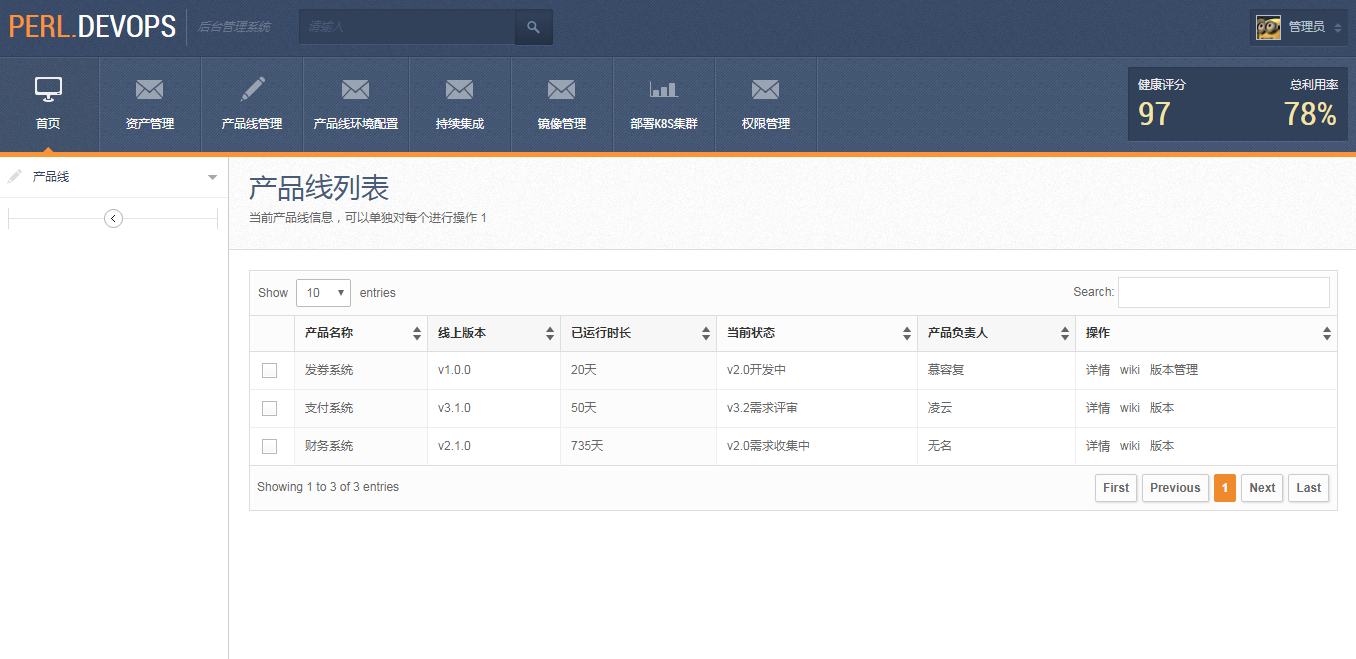 PERL.DEVOPS 后台管理系统 请输入 管理员
首页 资产管理 产品线管理 产品线环境配置 持续集成 镜像管理 部署K8S集群 权限管理
健康评分 总利用率
97 78%
产品线
产品线列表
当前产品线信息，可以单独对每个进行操作 1
Show 10 entries Search:
产品名称 线上版本 已运行时长 当前状态 产品负责人 操作
发券系统 v1.0.0 20天 v2.0开发中 慕容复 详情 wiki 版本管理
支付系统 v3.1.0 50天 v3.2需求评审 凌云 详情 wiki 版本
财务系统 v2.1.0 735天 v2.0需求收集中 无名 详情 wiki 版本
Showing 1 to 3 of 3 entries First Previous 1 Next Last